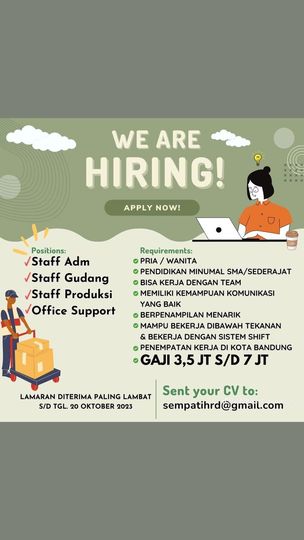 WE ARE
HIRING!
APPLY NOW!
Positions:
Staff Adm
Staff Gudang
Staff Produksi
Office Support
Requirements:
PRIA / WANITA
PENDIDIKAN MINUMAL SMA/SEDERAJAT
BISA KERJA DENGAN TEAM
MEMILIKI KEMAMPUAN KOMUNIKASI
YANG BAIK
BERPENAMPILAN MENARIK
MAMPU BEKERJA DIBAWAH TEKANAN
& BEKERJA DENGAN SISTEM SHIFT
PENEMPATAN KERJA DI KOTA BANDUNG
GAJI 3,5 JT S/D 7 JT
LAMARAN DITERIMA PALING LAMBAT
S/D TGL. 20 OKTOBER 2023
Sent your CV to:
sempatihrd@gmail.com